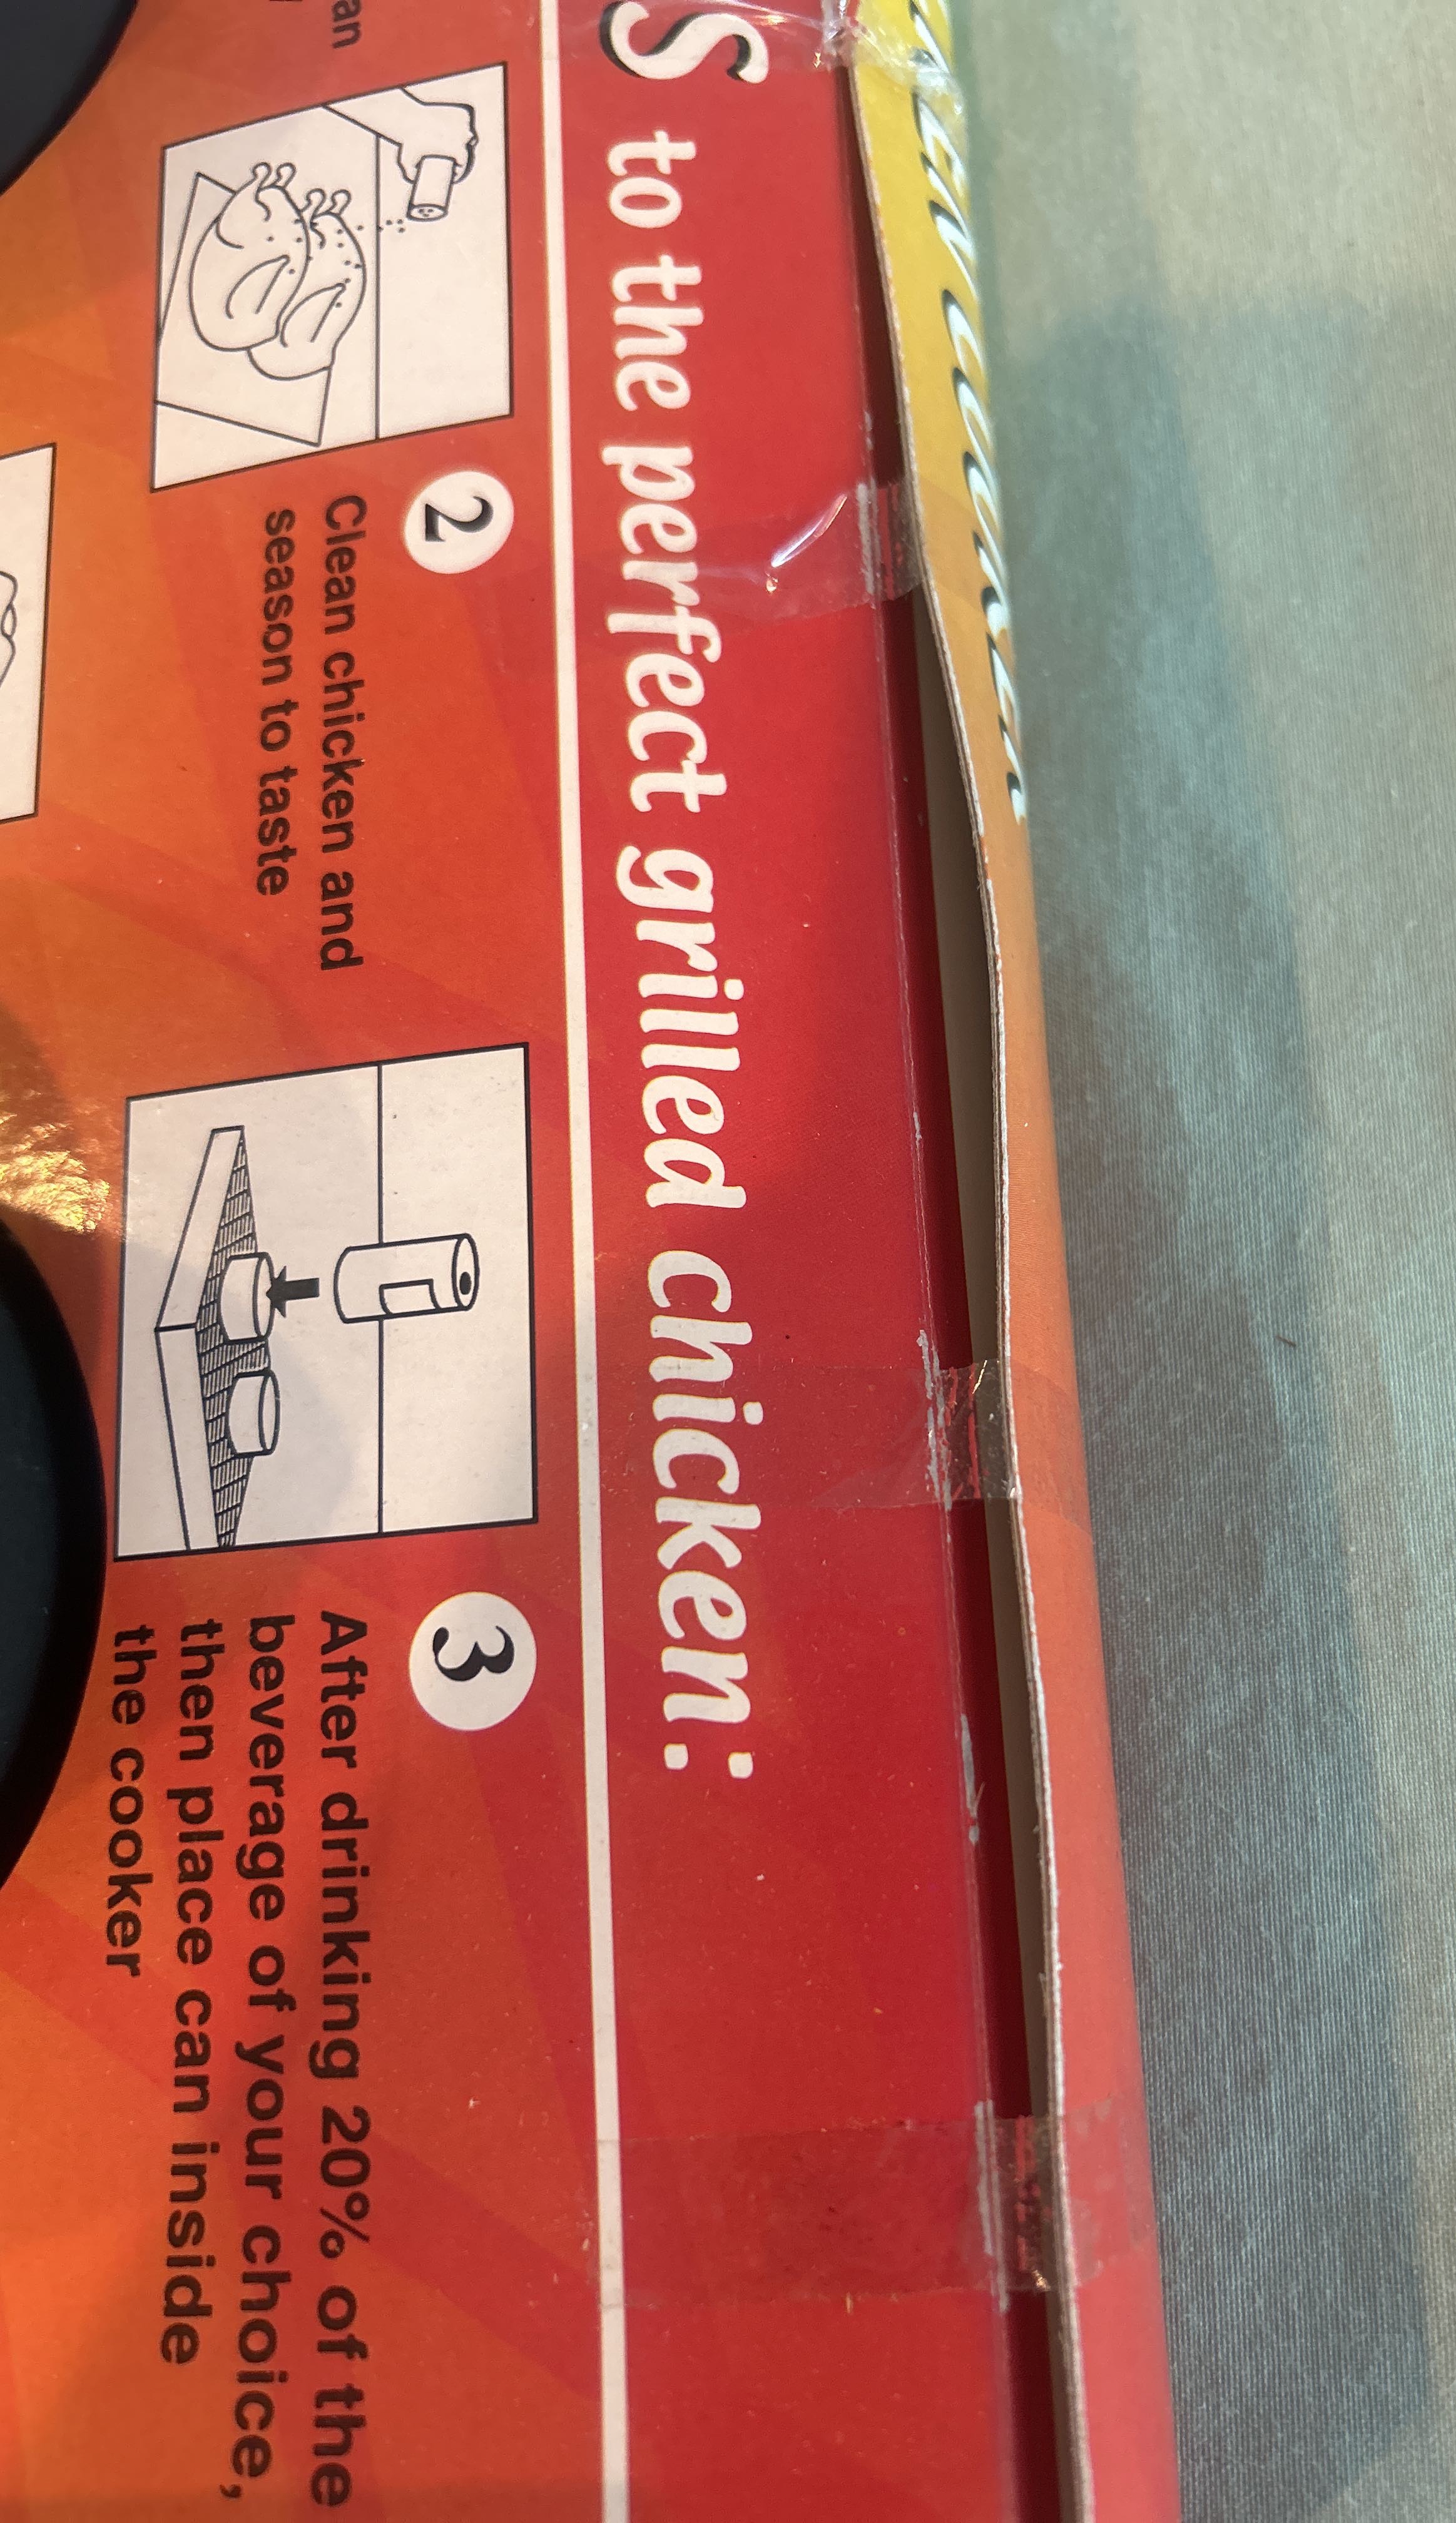 S to the perfect grilled chicken:
an
2
Clean chicken and
season to taste
3
After drinking 20% of the
beverage of your choice,
then place can inside
the cooker